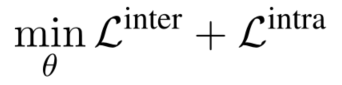 min_θ ℒ^inter + ℒ^intra